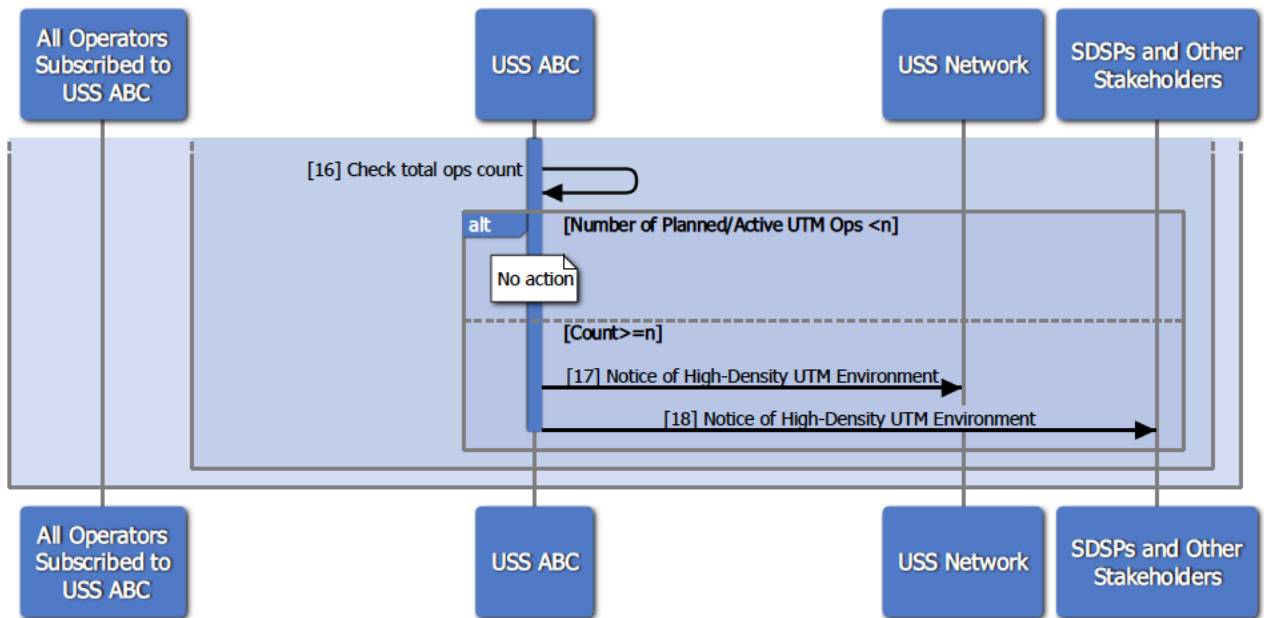 All Operators
Subscribed to
USS ABC
USS ABC
USS Network
SDSPs and Other
Stakeholders
[16] Check total ops count
alt
[Number of Planned/Active UTM Ops <n]
No action
[Count>=n]
[17] Notice of High-Density UTM Environment
[18] Notice of High-Density UTM Environment
All Operators
Subscribed to
USS ABC
USS ABC
USS Network
SDSPs and Other
Stakeholders